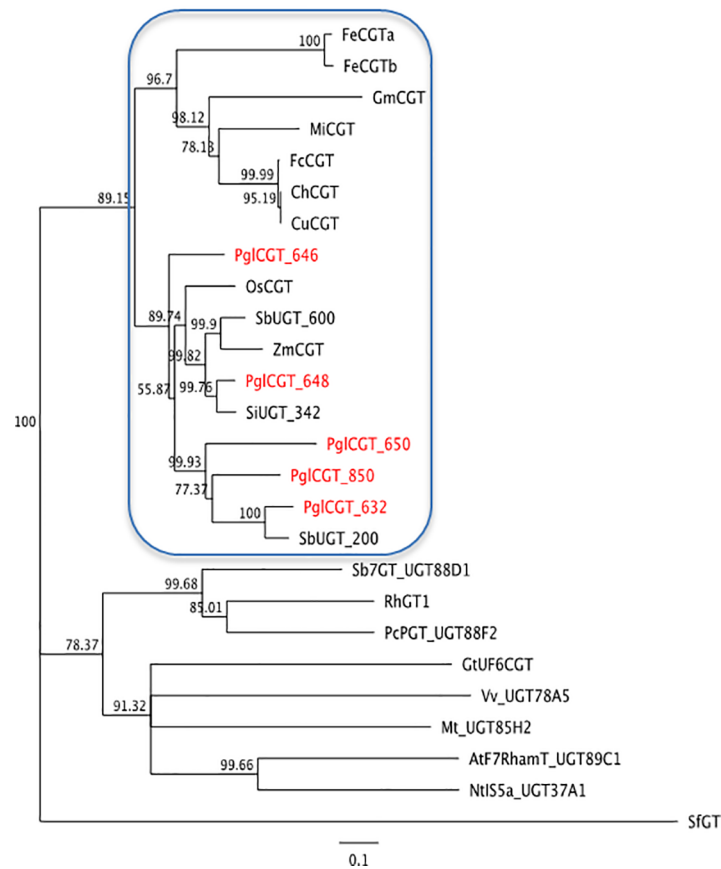 100
FeCGTa
FeCGTb
96.7
GmCGT
98.12
MiCGT
78.13
FcCGT
99.99
ChCGT
95.19
CuCGT
89.15
PglCGT_646
OsCGT
89.74
99.9
SbUGT_600
ZmCGT
99.82
PglCGT_648
55.87
99.76
SiUGT_342
100
PglCGT_650
99.93
PglCGT_850
77.37
PglCGT_632
100
SbUGT_200
Sb7GT_UGT88D1
99.68
RhGT1
85.01
PcPGT_UGT88F2
78.37
GtUF6CGT
Vv_UGT78A5
91.32
Mt_UGT85H2
AtF7RhamT_UGT89C1
99.66
NtIS5a_UGT37A1
SfGT
0.1